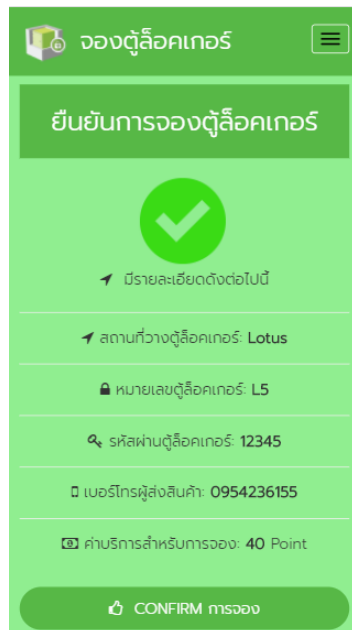 จองตู้ล็อคเกอร์
ยืนยันการจองตู้ล็อคเกอร์
มีรายละเอียดดังต่อไปนี้
สถานที่วางตู้ล็อคเกอร์: Lotus
หมายเลขตู้ล็อคเกอร์: L5
รหัสผ่านตู้ล็อคเกอร์: 12345
เบอร์โทรผู้ส่งสินค้า: 0954236155
ค่าบริการสำหรับการจอง: 40 Point
CONFIRM การจอง